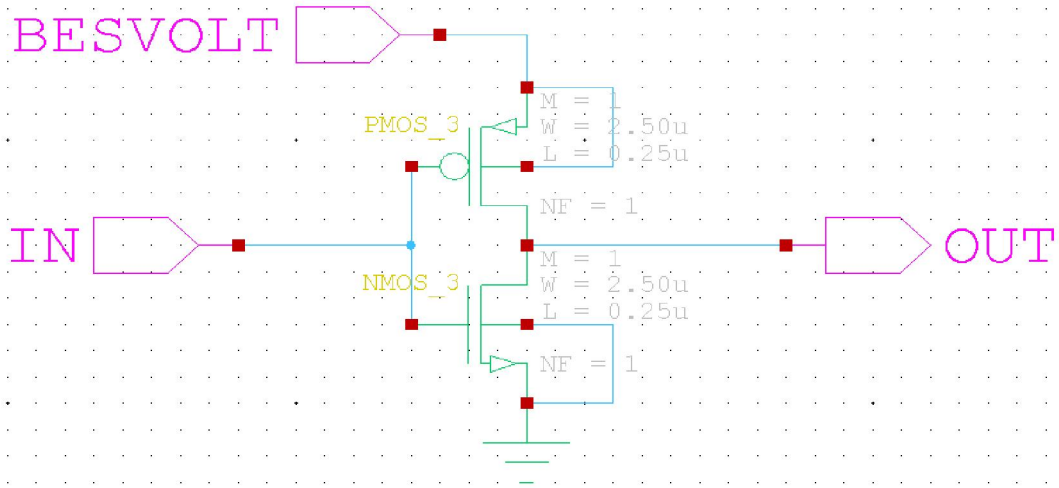 BESVOLT
PMOS_3
M = 1
W = 2.50u
L = 0.25u
NF = 1
IN
OUT
NMOS_3
M = 1
W = 2.50u
L = 0.25u
NF = 1